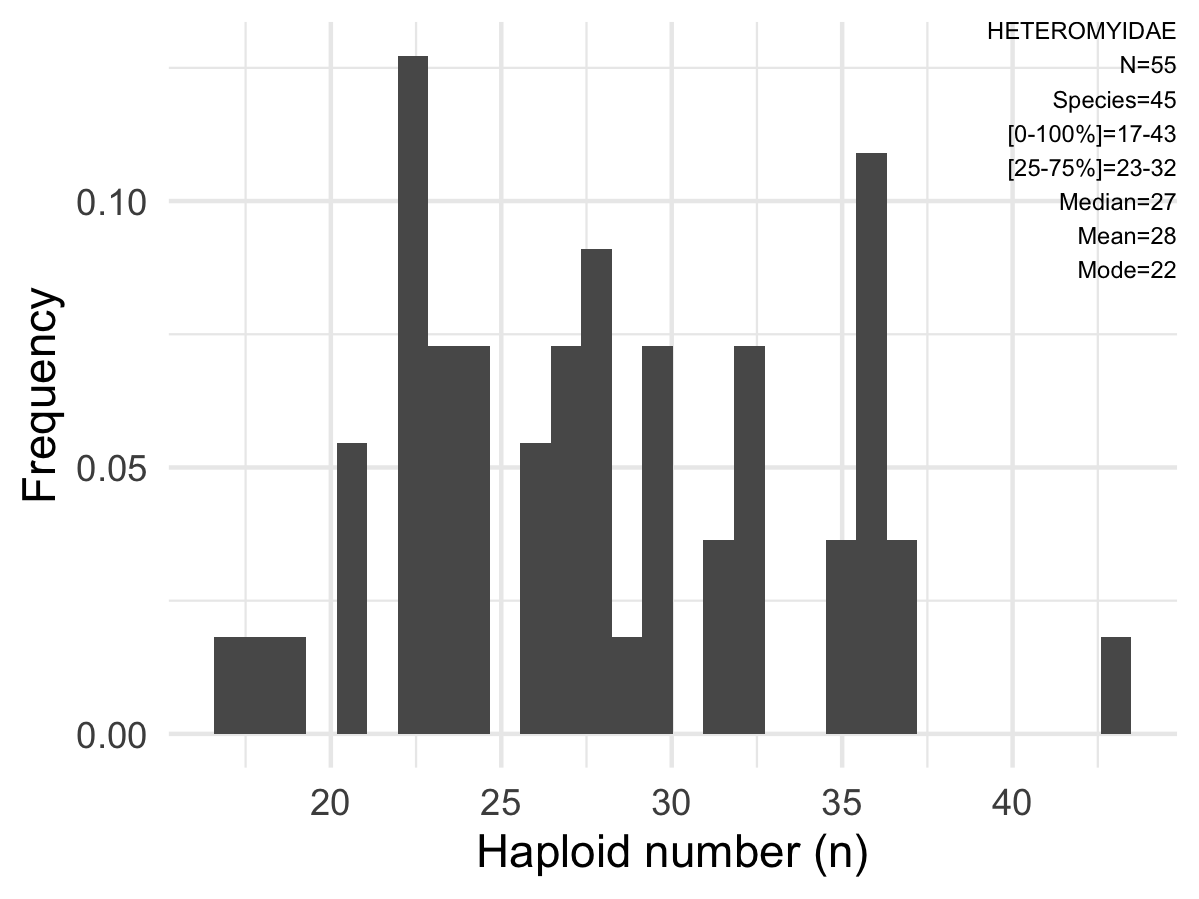 HETEROMYIDAE
N=55
Species=45
[0-100%]=17-43
[25-75%]=23-32
Median=27
Mean=28
Mode=22
Frequency
0.10
0.05
0.00
20 25 30 35 40
Haploid number (n)